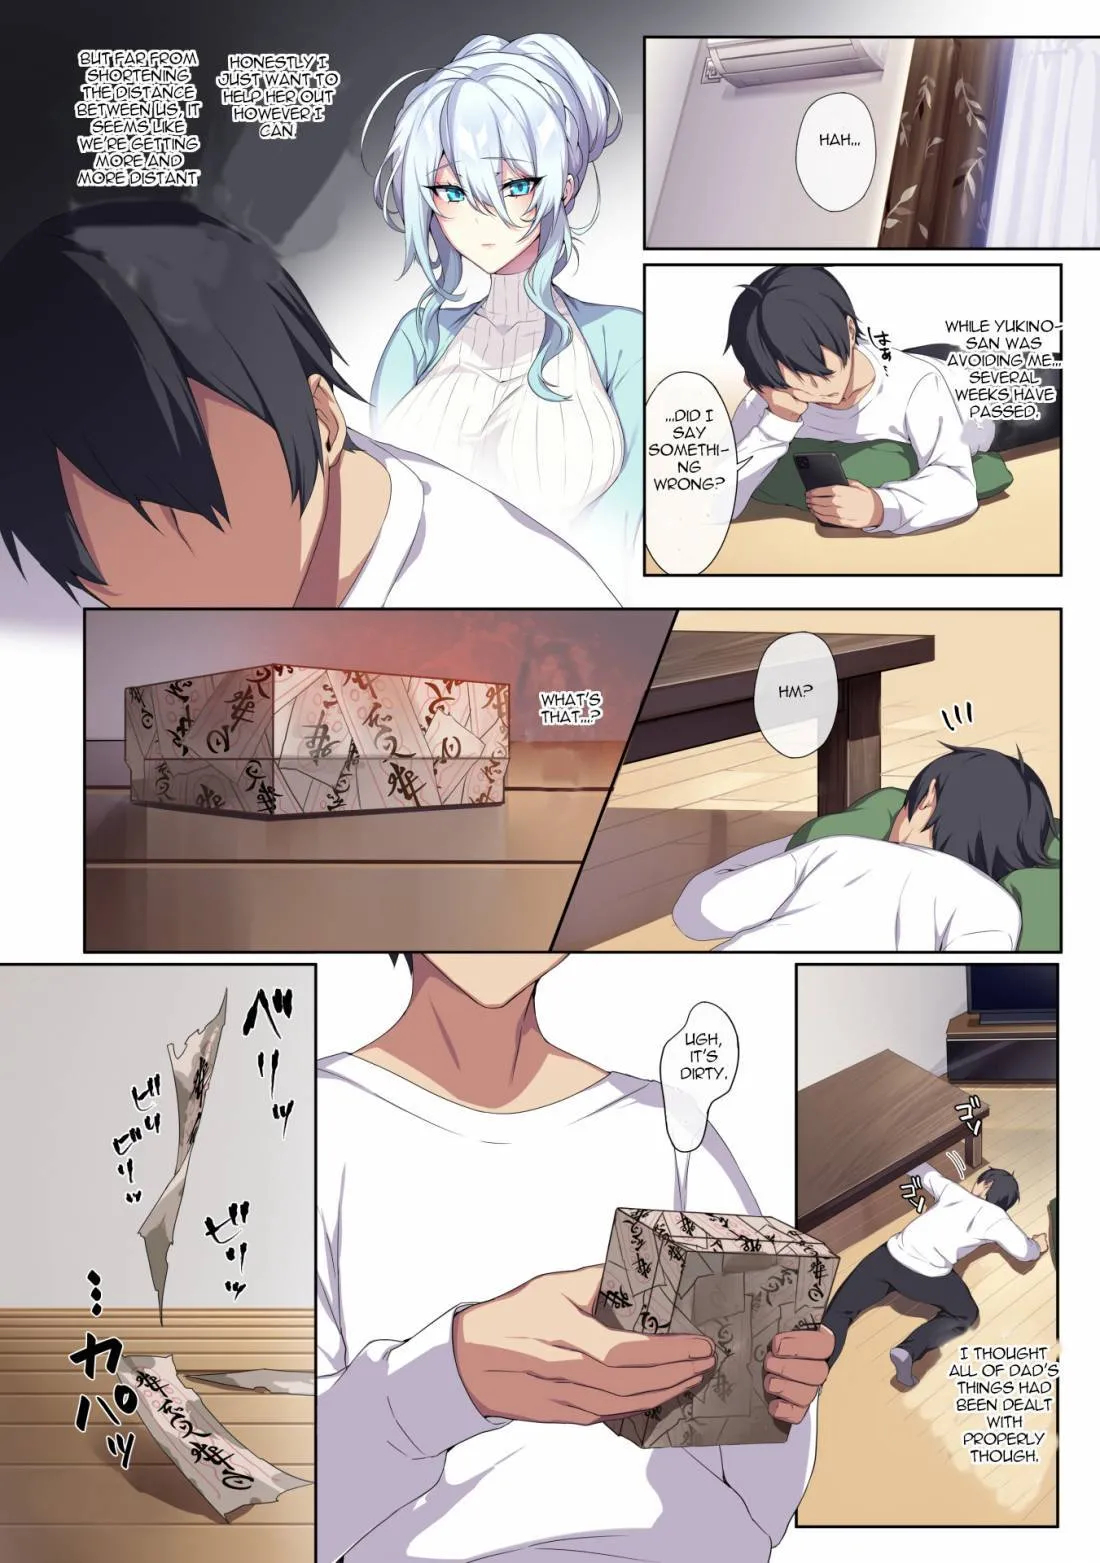 HAH...
WHILE YUKINO-
SAN WAS
AVOIDING ME...
SEVERAL
WEEKS HAVE
PASSED.
はぁ、
...DID I
SAY
SOMETHI-
NG
WRONG?
HONESTLY I
JUST WANT TO
HELP HER OUT
HOWEVER I
CAN
BUT FAR FROM
SHORTENING
THE DISTANCE
BETWEEN US, IT
SEEMS LIKE
WE'RE GETTING
MORE AND
MORE DISTANT
HM?
WHAT'S
THAT...?
ゴソ
ゴソ
I THOUGHT
ALL OF DAD'S
THINGS HAD
BEEN DEALT
WITH
PROPERLY
THOUGH.
UGH,
IT'S
DIRTY.
ベリッ
ビリビリッ
ビリッ
…カパッ